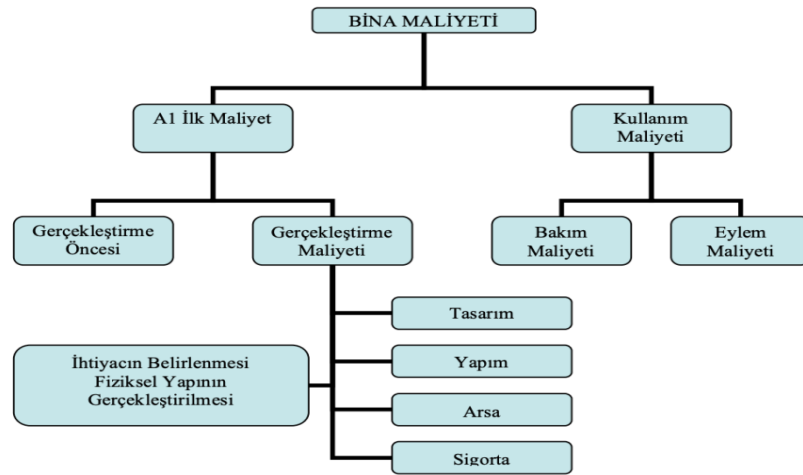 BİNA MALİYETİ
A1 İlk Maliyet
Kullanım
Maliyeti
Gerçekleştirme
Öncesi
Gerçekleştirme
Maliyeti
Bakım
Maliyeti
Eylem
Maliyeti
Tasarım
İhtiyacın Belirlenmesi
Fiziksel Yapının
Gerçekleştirilmesi
Yapım
Arsa
Sigorta